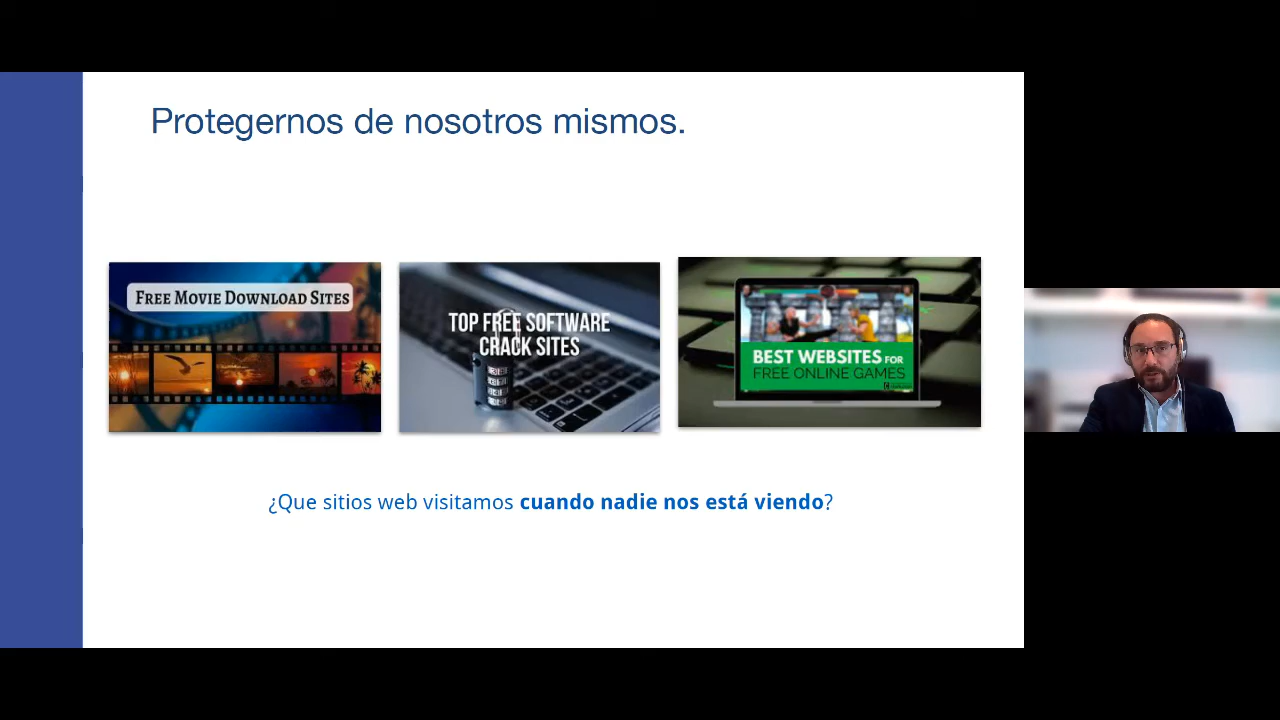 Protegernos de nosotros mismos.
FREE MOVIE DOWNLOAD SITES
TOP FREE SOFTWARE
CRACK SITES
BEST WEBSITES FOR
FREE ONLINE GAMES
¿Que sitios web visitamos cuando nadie nos está viendo?